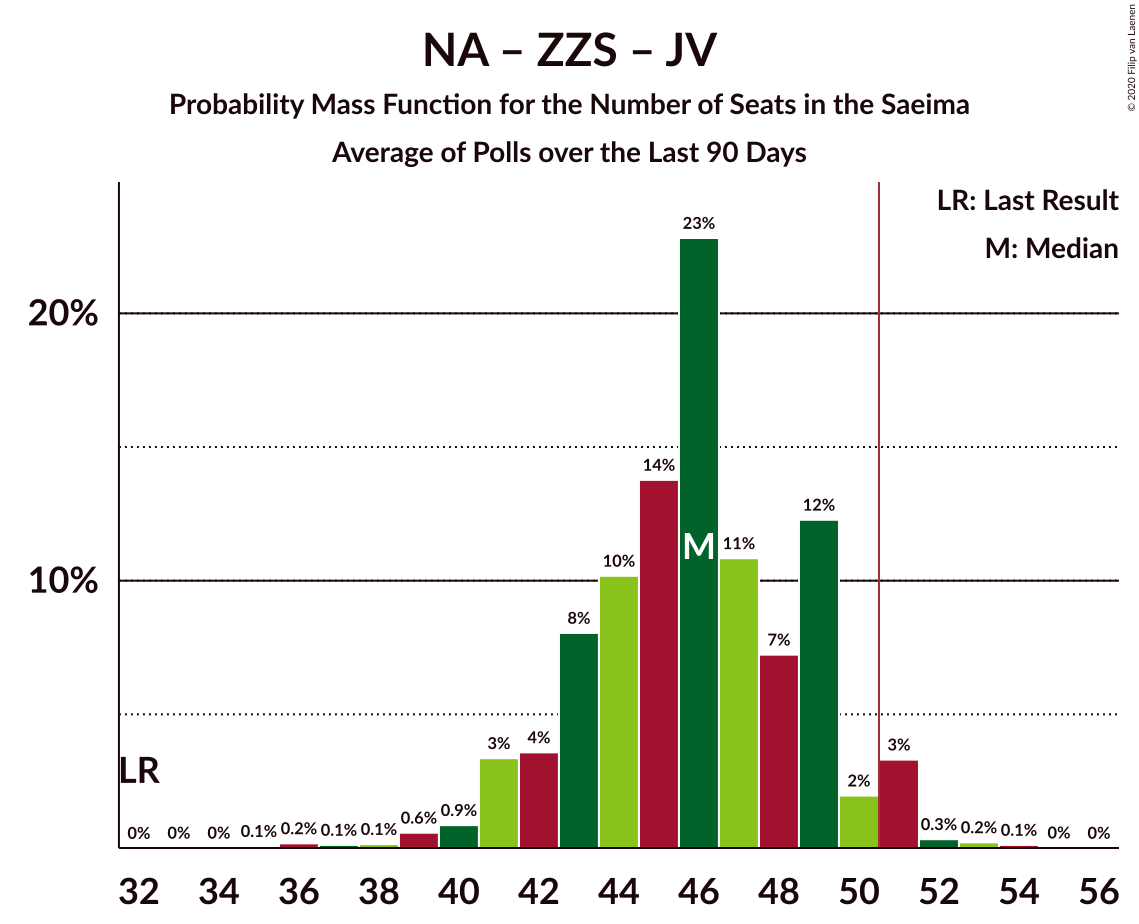 NA – ZZS – JV
Probability Mass Function for the Number of Seats in the Saeima
Average of Polls over the Last 90 Days
© 2020 Filip van Laenen
LR: Last Result
M: Median
20%
10%
LR
M
0% 0% 0% 0.1% 0.2% 0.1% 0.1% 0.6% 0.9% 3% 4% 8% 10% 14% 23% 11% 7% 12% 2% 3% 0.3% 0.2% 0.1% 0% 0%
32 34 36 38 40 42 44 46 48 50 52 54 56